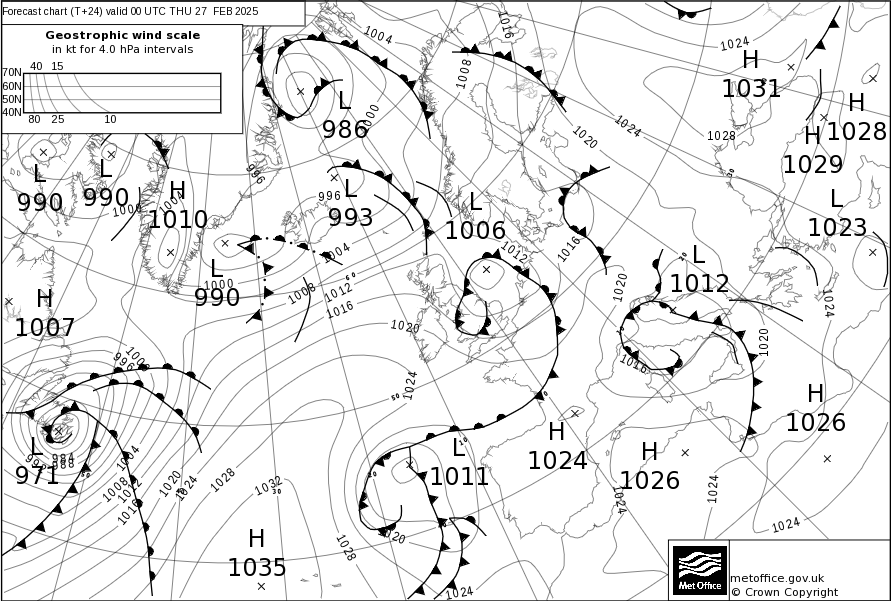 Forecast chart (T+24) valid 00 UTC THU 27 FEB 2025
Geostrophic wind scale
in kt for 4.0 hPa intervals
40 15
70N
60N
50N
40N
80 25 10
1004
1016
1024
H
1031
1008
L
986
1000
1020
1024
1028
H
1028
H
1029
L
990
L
990
H
1010
1000
1004
996
996
L
993
L
1006
L
1023
1012
1016
L
1012
1004
L
990
1000
1008
1012
1016
1020
1020
1024
H
1007
1020
1000
996
1016
1024
H
1026
L
971
984
988
1004
1008
1012
1016
1020
1024
1028
1032
L
1011
H
1024
H
1026
1024
1024
1024
1020
1028
H
1035
1024
metoffice.gov.uk
© Crown Copyright
Met Office